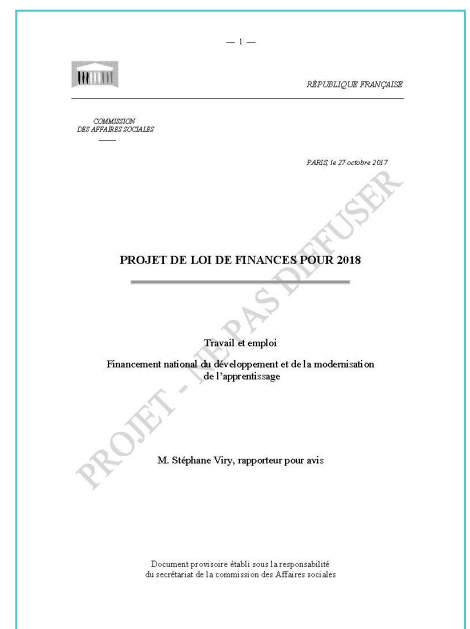 — 1 —
RÉPUBLIQUE FRANÇAISE
COMMISSION
DES AFFAIRES SOCIALES
PARIS, le 27 octobre 2017
PROJET DE LOI DE FINANCES POUR 2018
Travail et emploi
Financement national du développement et de la modernisation
de l'apprentissage
PROJET - NE PAS DIFFUSER
M. Stéphane Viry, rapporteur pour avis
Document provisoire établi sous la responsabilité
du secrétariat de la commission des Affaires sociales